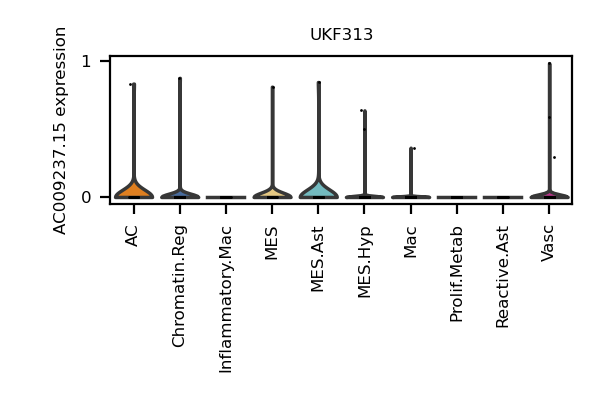 UKF313
AC009237.15 expression
1
0
AC
Chromatin.Reg
Inflammatory.Mac
MES
MES.Ast
MES.Hyp
Mac
Prolif.Metab
Reactive.Ast
Vasc